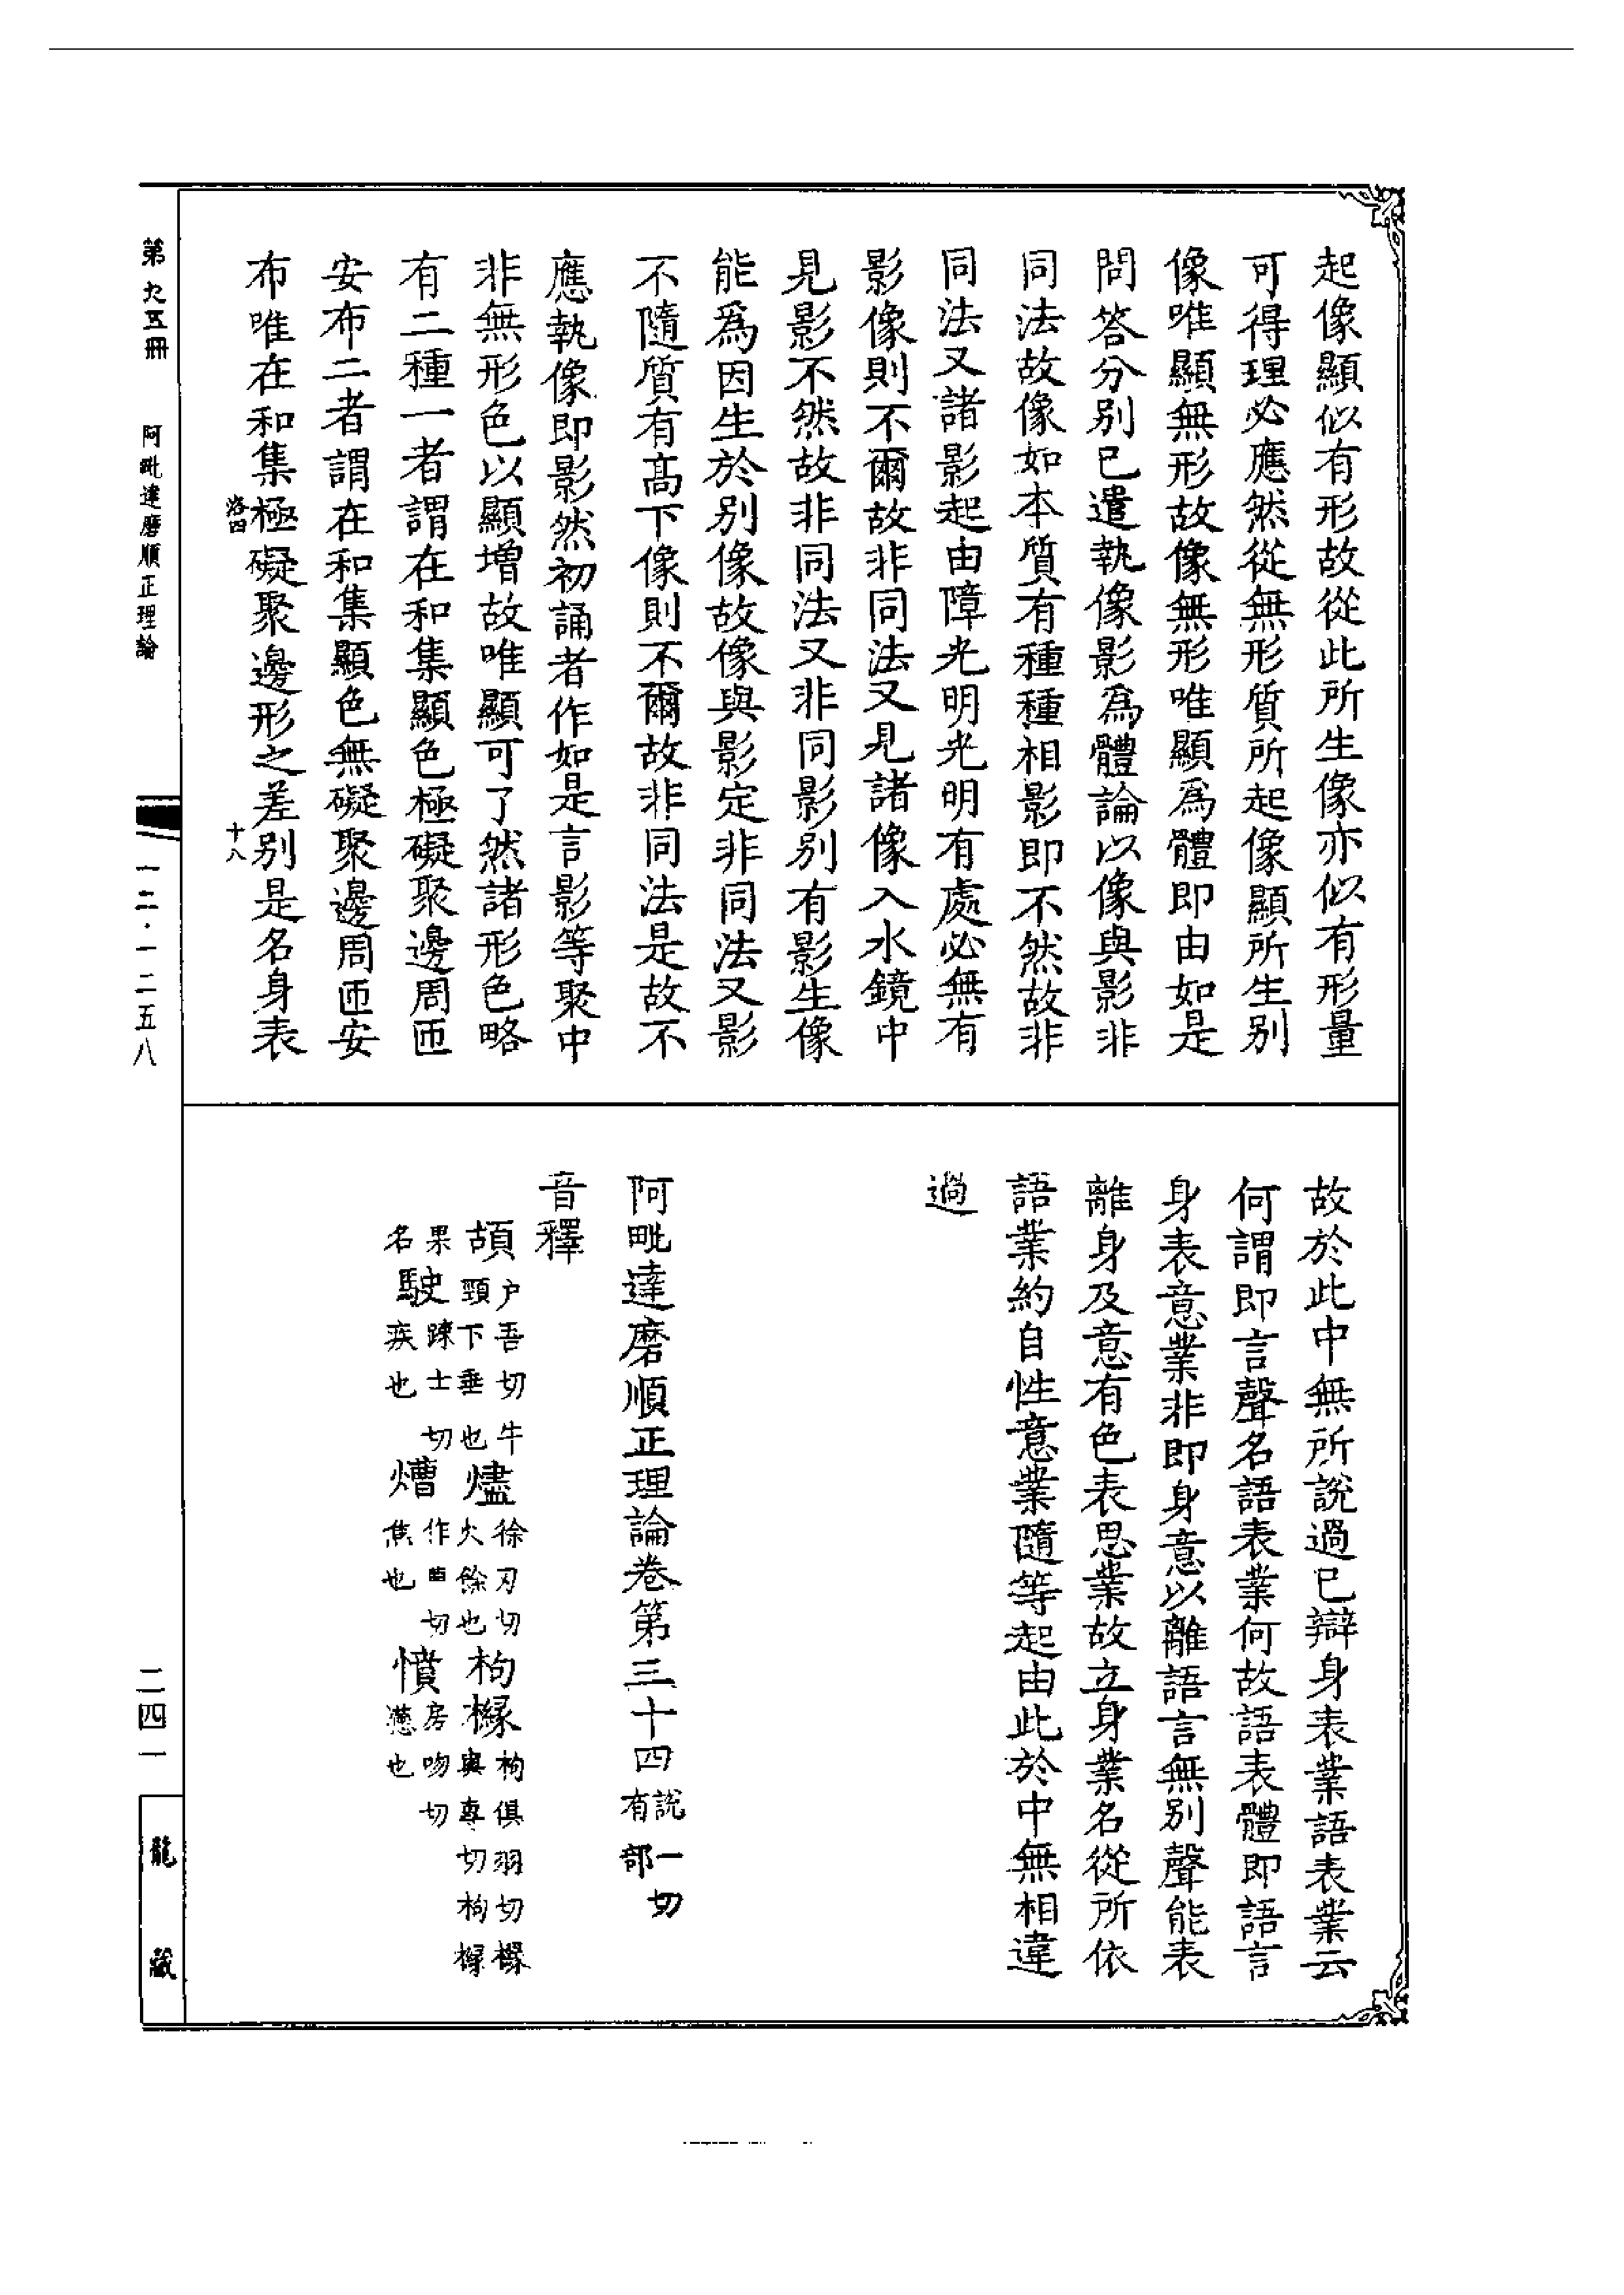 起像顯似有形故從此所生像亦似有形量
可得理必應然從無形質所起像顯所生別
像唯顯無形故像無形唯顯爲體即由如是
問答分別已遣執像影爲體論以像與影非
同法故像如本質有種種相影即不然故非
同法又諸影起由障光明光明有處必無有
影像則不爾故非同法又見諸像入水鏡中
見影不然故非同法又非同影別有影生像
能爲因生於別像故像與影定非同法又影
不隨質有高下像則不爾故非同法是故不
應執像即影然初誦者作如是言影等聚中
非無形色以顯增故唯顯可了然諸形色略
有二種一者謂在和集顯色極礙聚邊周匝
安布二者謂在和集顯色無礙聚邊周匝安
布唯在和集極礙聚邊形之差別是名身表
洛四 十八
故於此中無所說過已辯身表業語表業云
何謂即言聲名語表業何故語表體即語言
身表意業非即身意以離語言無別聲能表
離身及意有色表思業故立身業名從所依
語業約自性意業隨等起由此於中無相違
過
阿毗達磨順正理論卷第三十四 說一切有部
音釋
頡 戶吾切牛頸下垂也 燼 徐刃切火餘也 枸櫞 枸俱羽切櫞與專切枸櫞
果名 駛 踈士切疾也 𤏙 作曹切焦也 憤 房吻切懣也
第九五冊 阿毗達磨順正理論 一二·一二五八 二四一 龍藏